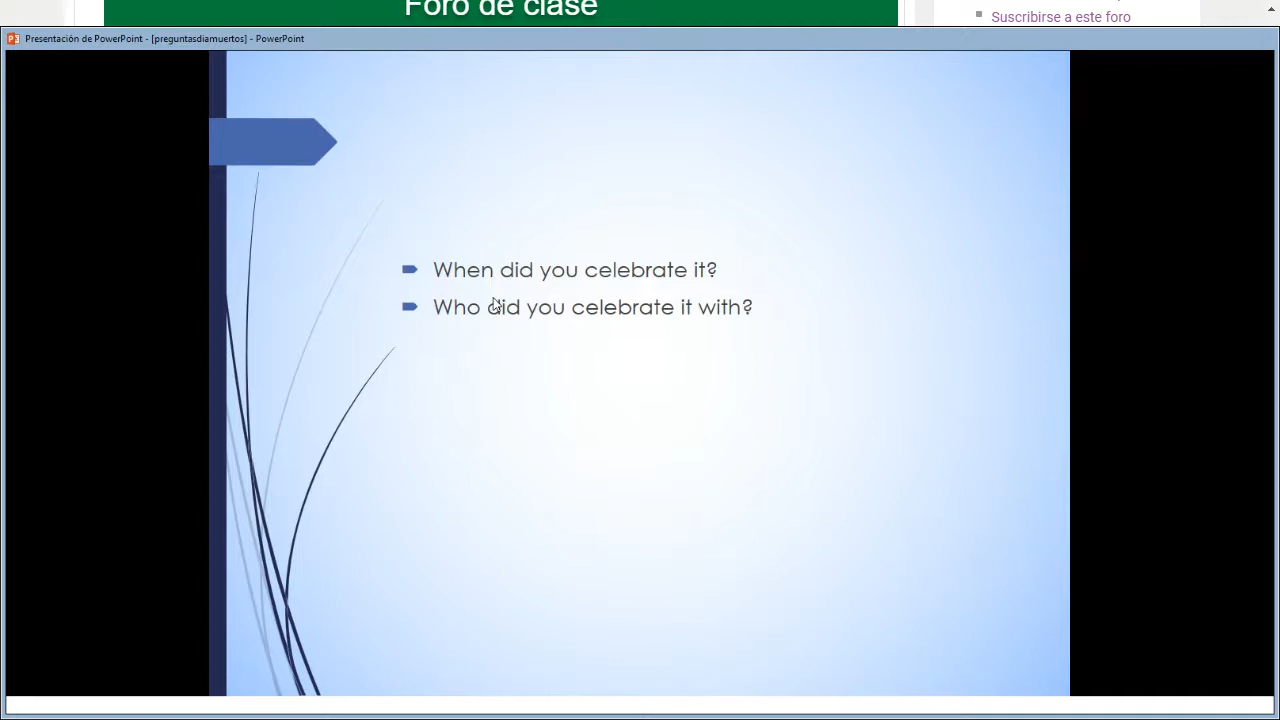 Foro de clase
Suscribirse a este foro
Presentación de PowerPoint - [preguntasdiamuertos] - PowerPoint
When did you celebrate it?
Who did you celebrate it with?